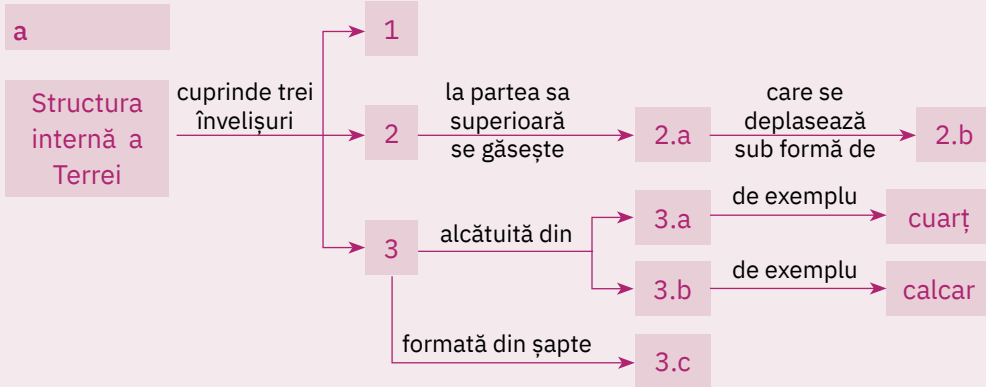 a
Structura
internă a
Terrei
cuprinde trei
învelișuri
1
2
la partea sa
superioară
se găsește
2.a
care se
deplasează
sub formă de
2.b
3
alcătuită din
3.a
de exemplu
cuarț
3.b
de exemplu
calcar
formată din șapte
3.c